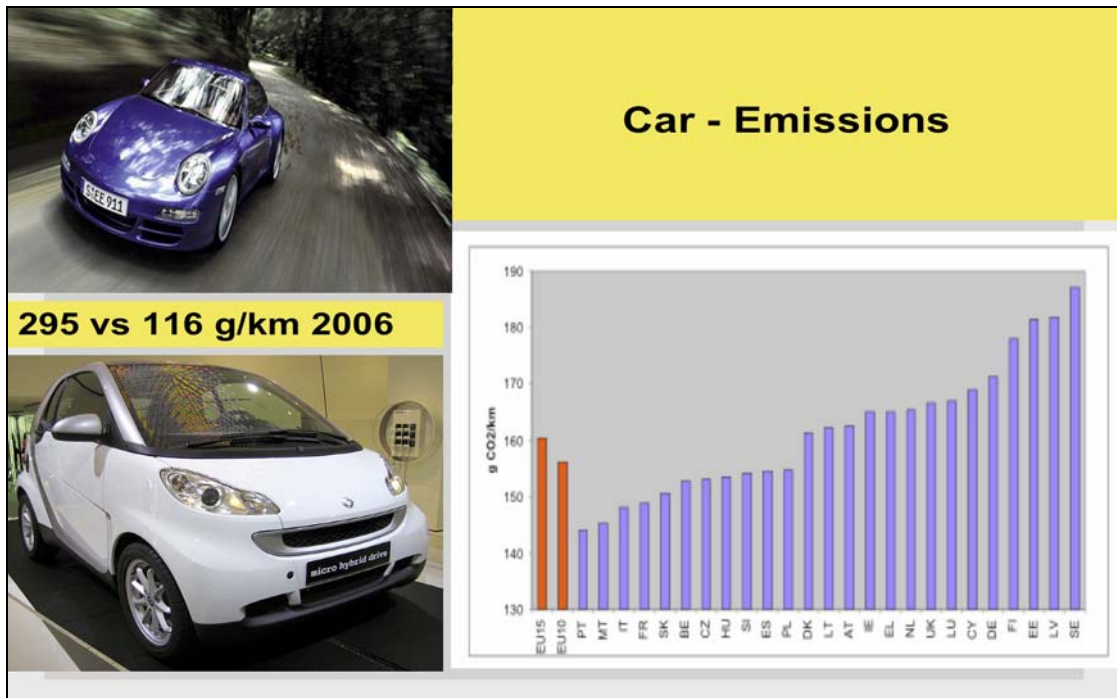 S·EE 911
Car - Emissions
295 vs 116 g/km 2006
micro hybrid drive
g CO2/km
190
180
170
160
150
140
130
EU15 EU10 PT MT IT FR SK BE CZ HU SI ES PL DK LT AT IE EL NL UK LU CY DE FI EE LV SE